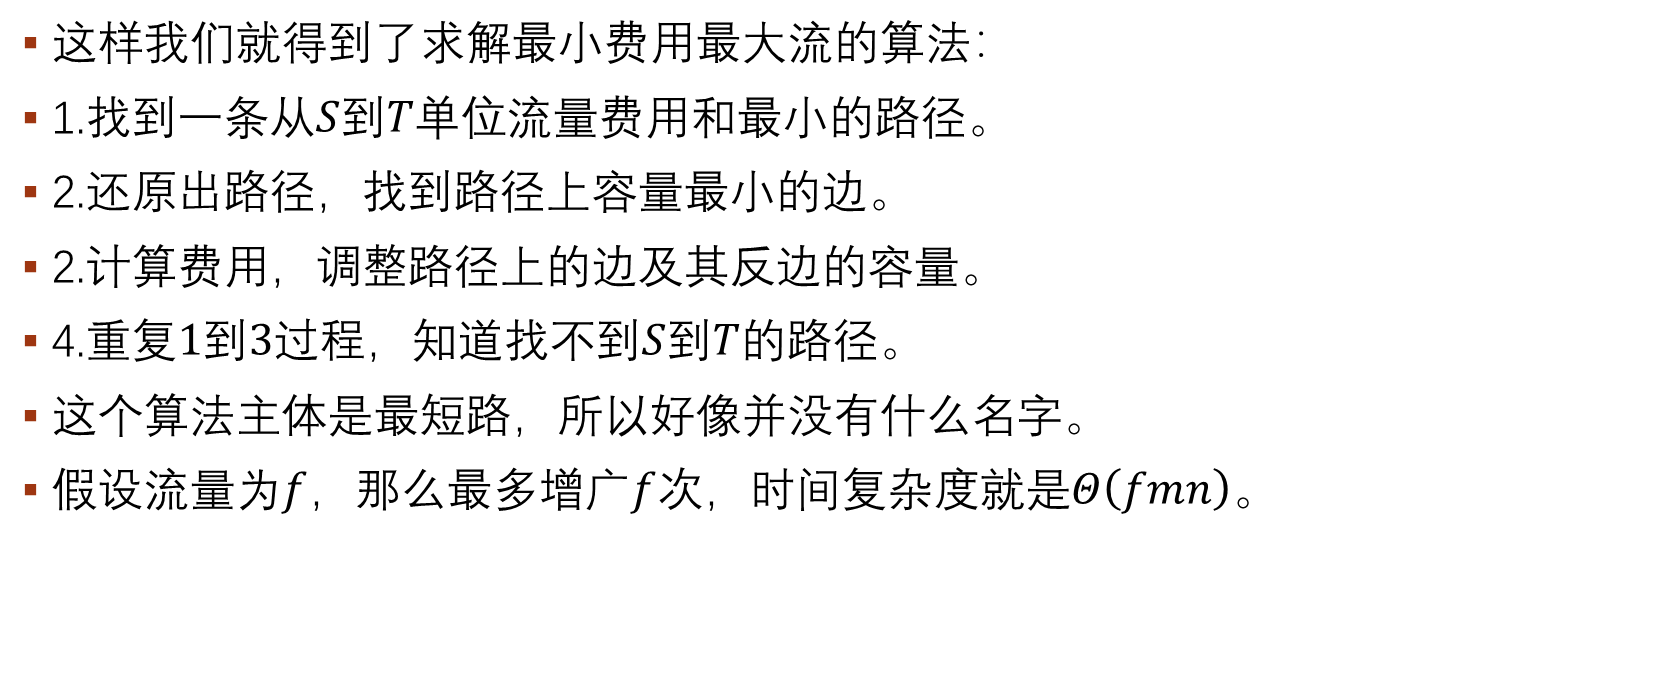 ▪ 这样我们就得到了求解最小费用最大流的算法：
▪ 1.找到一条从S到T单位流量费用和最小的路径。
▪ 2.还原出路径，找到路径上容量最小的边。
▪ 2.计算费用，调整路径上的边及其反边的容量。
▪ 4.重复1到3过程，知道找不到S到T的路径。
▪ 这个算法主体是最短路，所以好像并没有什么名字。
▪ 假设流量为f，那么最多增广f次，时间复杂度就是Θ(fmn)。